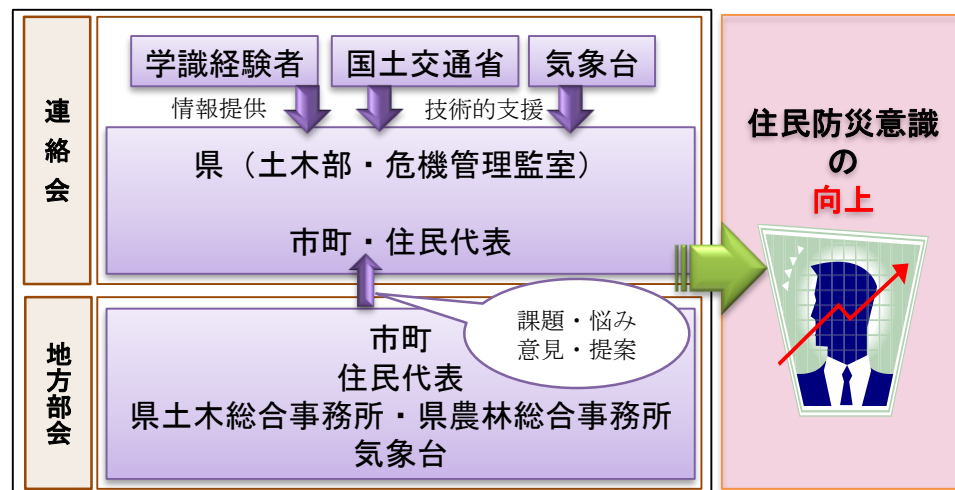 連絡会
学識経験者
国土交通省
気象台
情報提供
技術的支援
県（土木部・危機管理監室）
市町・住民代表
地方部会
課題・悩み
意見・提案
市町
住民代表
県土木総合事務所・県農林総合事務所
気象台
住民防災意識
の
向上